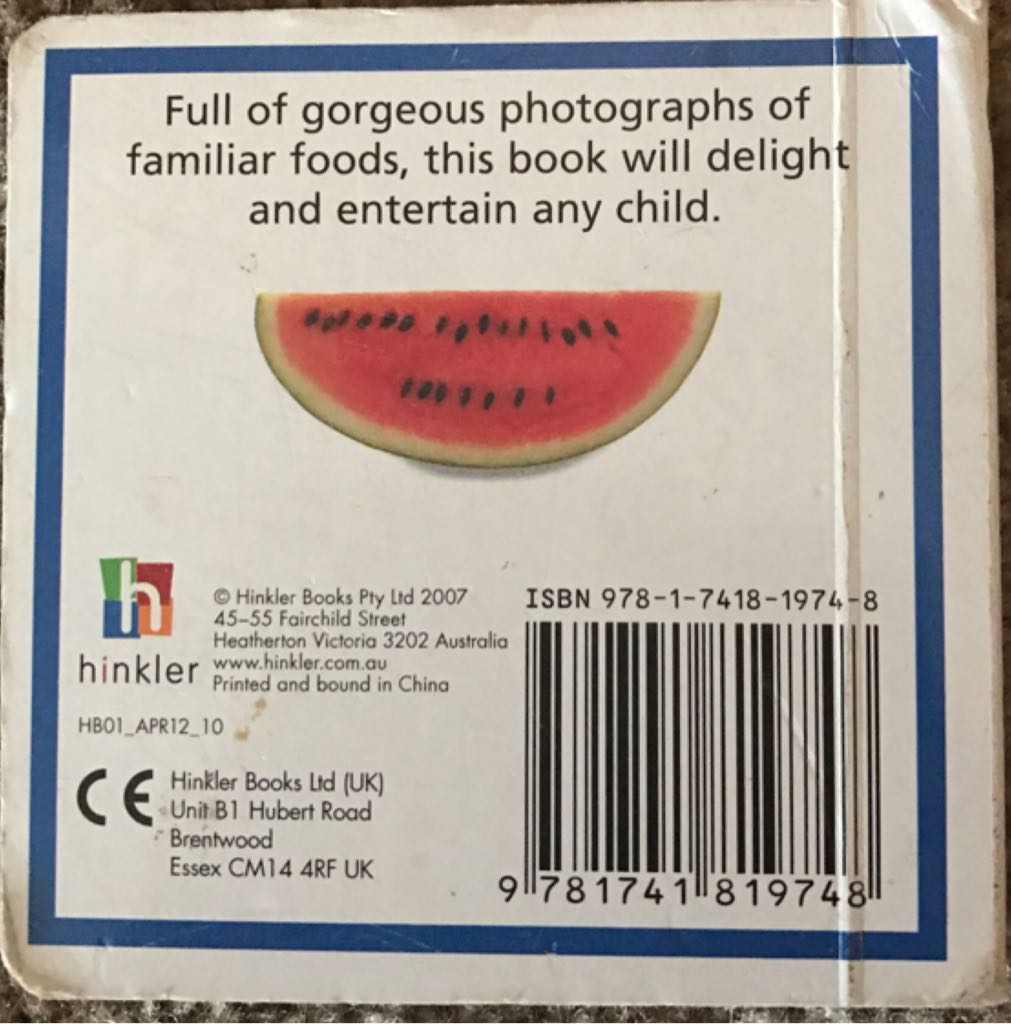 Full of gorgeous photographs of
familiar foods, this book will delight
and entertain any child.
h
hinkler
© Hinkler Books Pty Ltd 2007
45–55 Fairchild Street
Heatherton Victoria 3202 Australia
www.hinkler.com.au
Printed and bound in China
HB01_APR12_10
CE
Hinkler Books Ltd (UK)
Unit B1 Hubert Road
Brentwood
Essex CM14 4RF UK
ISBN 978-1-7418-1974-8
9 781741 819748